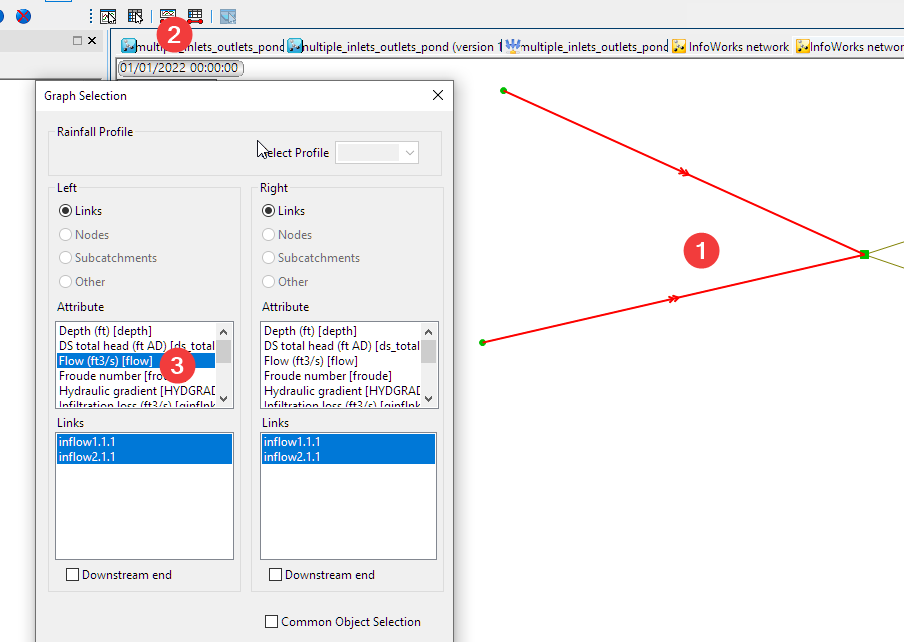 2
multiple_inlets_outlets_pond
multiple_inlets_outlets_pond (version 1
multiple_inlets_outlets_pond
InfoWorks network
InfoWorks networ
01/01/2022 00:00:00
Graph Selection
Rainfall Profile
Select Profile
Left
Right
Links
Links
Nodes
Nodes
Subcatchments
Subcatchments
Other
Other
Attribute
Attribute
Depth (ft) [depth]
DS total head (ft AD) [ds_total
Flow (ft3/s) [flow]
Froude number [froude]
Hydraulic gradient [HYDGRAD
Infiltration loss (ft3/s) [qinflnk
3
Depth (ft) [depth]
DS total head (ft AD) [ds_total
Flow (ft3/s) [flow]
Froude number [froude]
Hydraulic gradient [HYDGRAD
Infiltration loss (ft3/s) [qinflnk
Links
Links
inflow1.1.1
inflow2.1.1
inflow1.1.1
inflow2.1.1
Downstream end
Downstream end
Common Object Selection
1